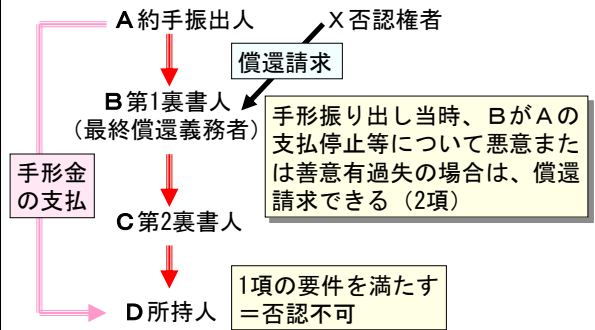 A約手振出人
X否認権者
償還請求
B第1裏書人
(最終償還義務者)
手形振り出し当時、BがAの
支払停止等について悪意また
は善意有過失の場合は、償還
請求できる(2項)
手形金
の支払
C第2裏書人
D所持人
1項の要件を満たす
=否認不可